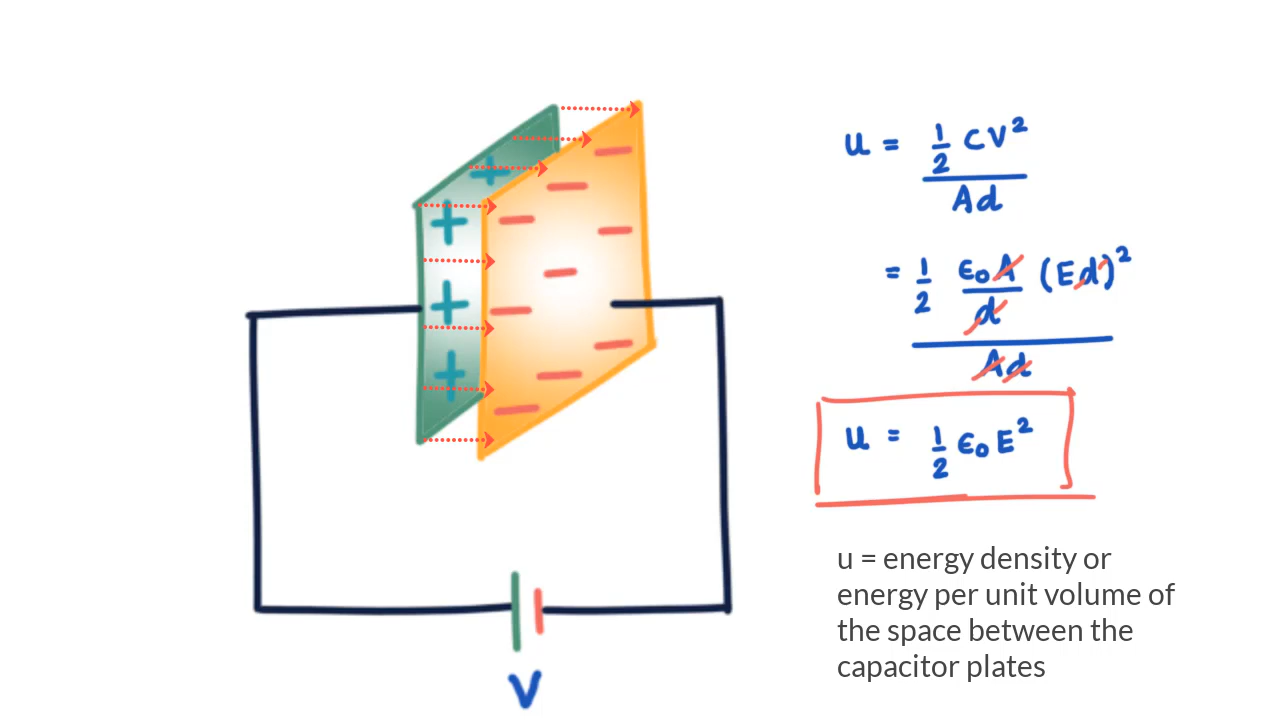 u = 1/2 CV² / Ad
= 1/2 ε₀A/d (Ed)² / Ad
u = 1/2 ε₀E²
u = energy density or
energy per unit volume of
the space between the
capacitor plates
+ + + +
− − − − − − − − − −
V